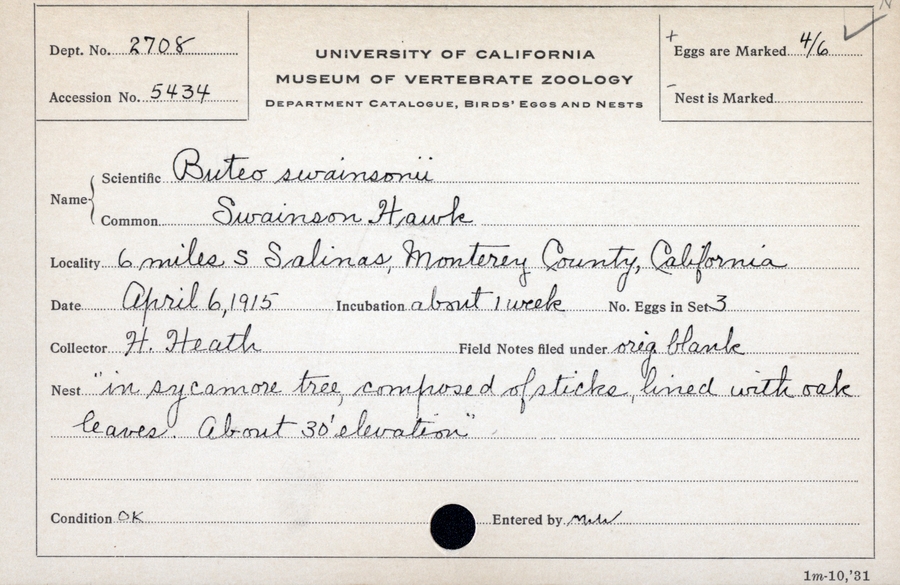 Dept. No. 2708
Accession No. 5434
UNIVERSITY OF CALIFORNIA
MUSEUM OF VERTEBRATE ZOOLOGY
DEPARTMENT CATALOGUE, BIRDS' EGGS AND NESTS
+ Eggs are Marked 4/6
- Nest is Marked
N
Name
Scientific Buteo swainsonii
Common Swainson Hawk
Locality 6 miles S Salinas, Monterey County, California
Date April 6, 1915 Incubation about 1 week No. Eggs in Set 3
Collector H. Heath Field Notes filed under orig blank
Nest "in sycamore tree, composed of sticks, lined with oak
leaves. About 30' elevation"
Condition OK Entered by
1m-10,'31